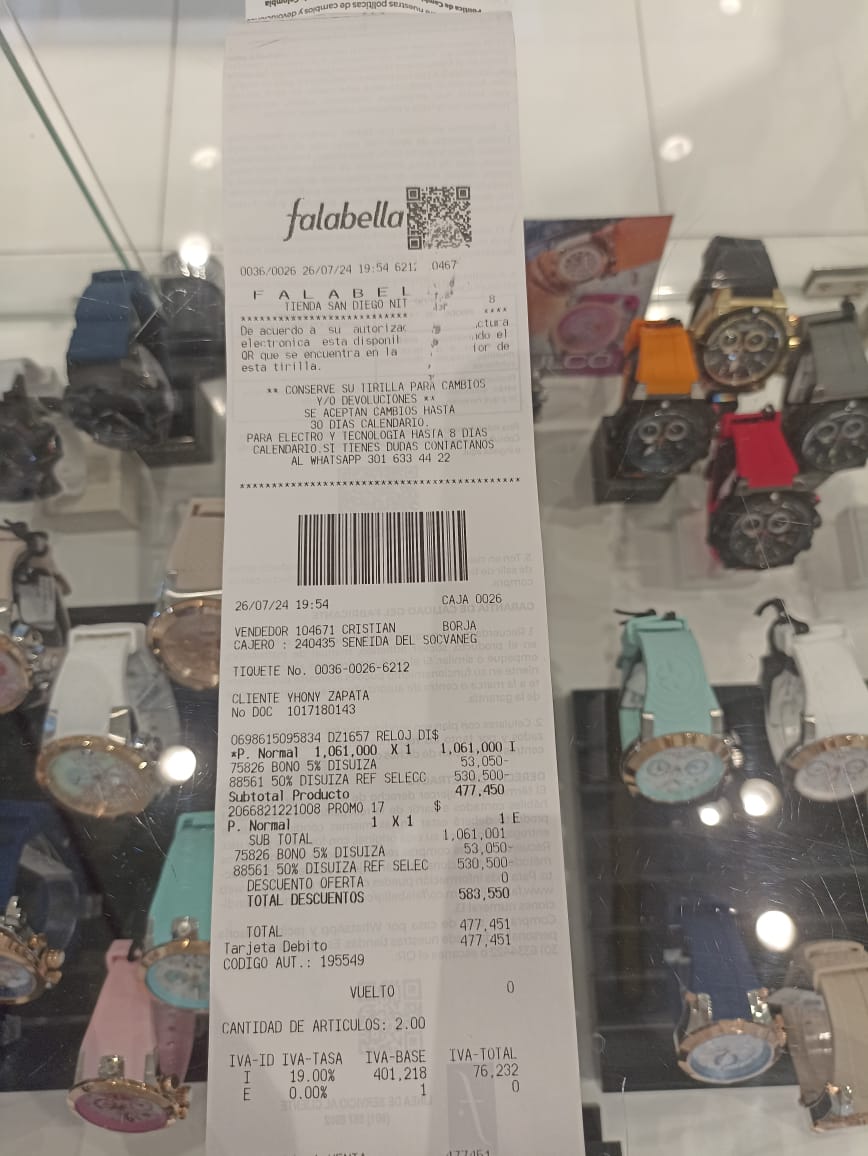 falabella
0036/0026 26/07/24 19:54 0467
F A L A B E L
TIENDA SAN DIEGO NIT 8
**************************** ****
De acuerdo a su ctura
electronica esta ndo el
QR que se encuentra en la
esta tirilla.
** CONSERVE SU TIRILLA PARA CAMBIOS
Y/O DEVOLUCIONES **
SE ACEPTAN CAMBIOS HASTA
30 DIAS CALENDARIO.
PARA ELECTRO Y TECNOLOGIA HASTA 8 DIAS
CALENDARIO.SI TIENES DUDAS CONTACTANOS
AL WHATSAPP 301 633 44 22
26/07/24 19:54 CAJA 0026
VENDEDOR 104671 CRISTIAN BORJA
CAJERO : 240435 SENEIDA DEL SOCVANEG
TIQUETE No. 0036-0026-6212
CLIENTE YHONY ZAPATA
No DOC 1017180143
0698615095834 DZ1657 RELOJ DI$
*P. Normal 1,061,000 X 1 1,061,000 I
75826 BONO 5% DISUIZA 53,050-
88561 50% DISUIZA REF SELECC 530,500-
Subtotal Producto 477,450
2066821221008 PROMO 17 $
P. Normal 1 X 1 1 E
SUB TOTAL 1,061,001
75826 BONO 5% DISUIZA 53,050-
88561 50% DISUIZA REF SELEC 530,500-
DESCUENTO OFERTA 0
TOTAL DESCUENTOS 583,550
TOTAL 477,451
Tarjeta Debito 477,451
CODIGO AUT.: 195549
VUELTO 0
CANTIDAD DE ARTICULOS: 2.00
IVA-ID IVA-TASA IVA-BASE IVA-TOTAL
I 19.00% 401,218 76,232
E 0.00% 1 0